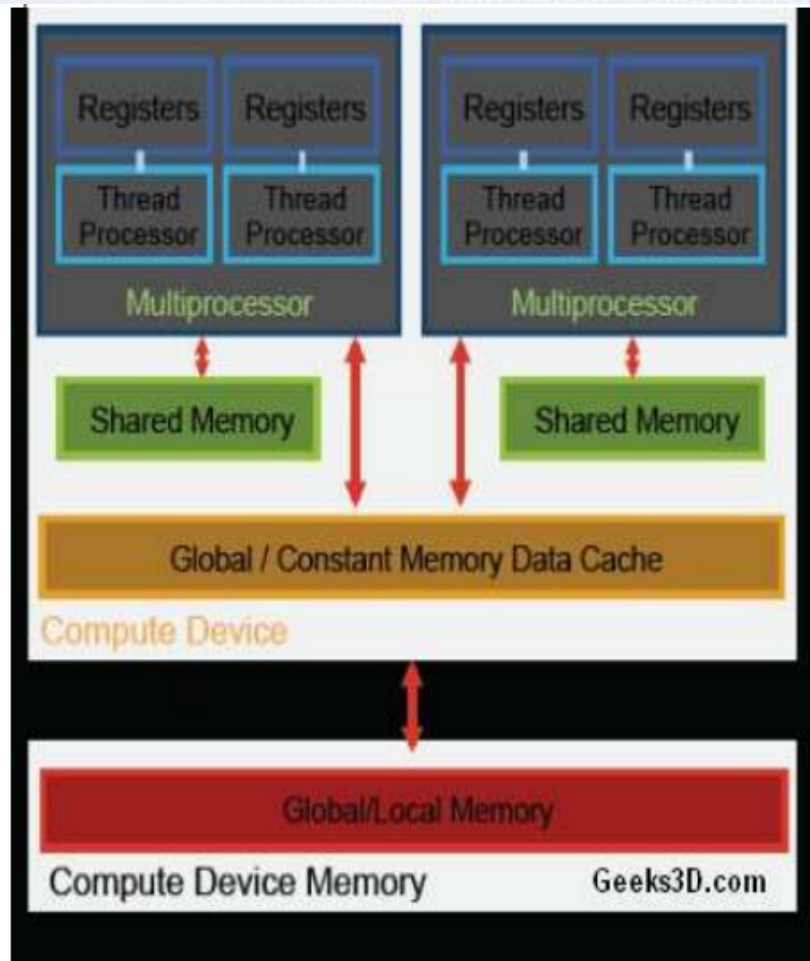 Registers
Registers
Registers
Registers
Thread
Processor
Thread
Processor
Thread
Processor
Thread
Processor
Multiprocessor
Multiprocessor
Shared Memory
Shared Memory
Global / Constant Memory Data Cache
Compute Device
Global/Local Memory
Compute Device Memory
Geeks3D.com